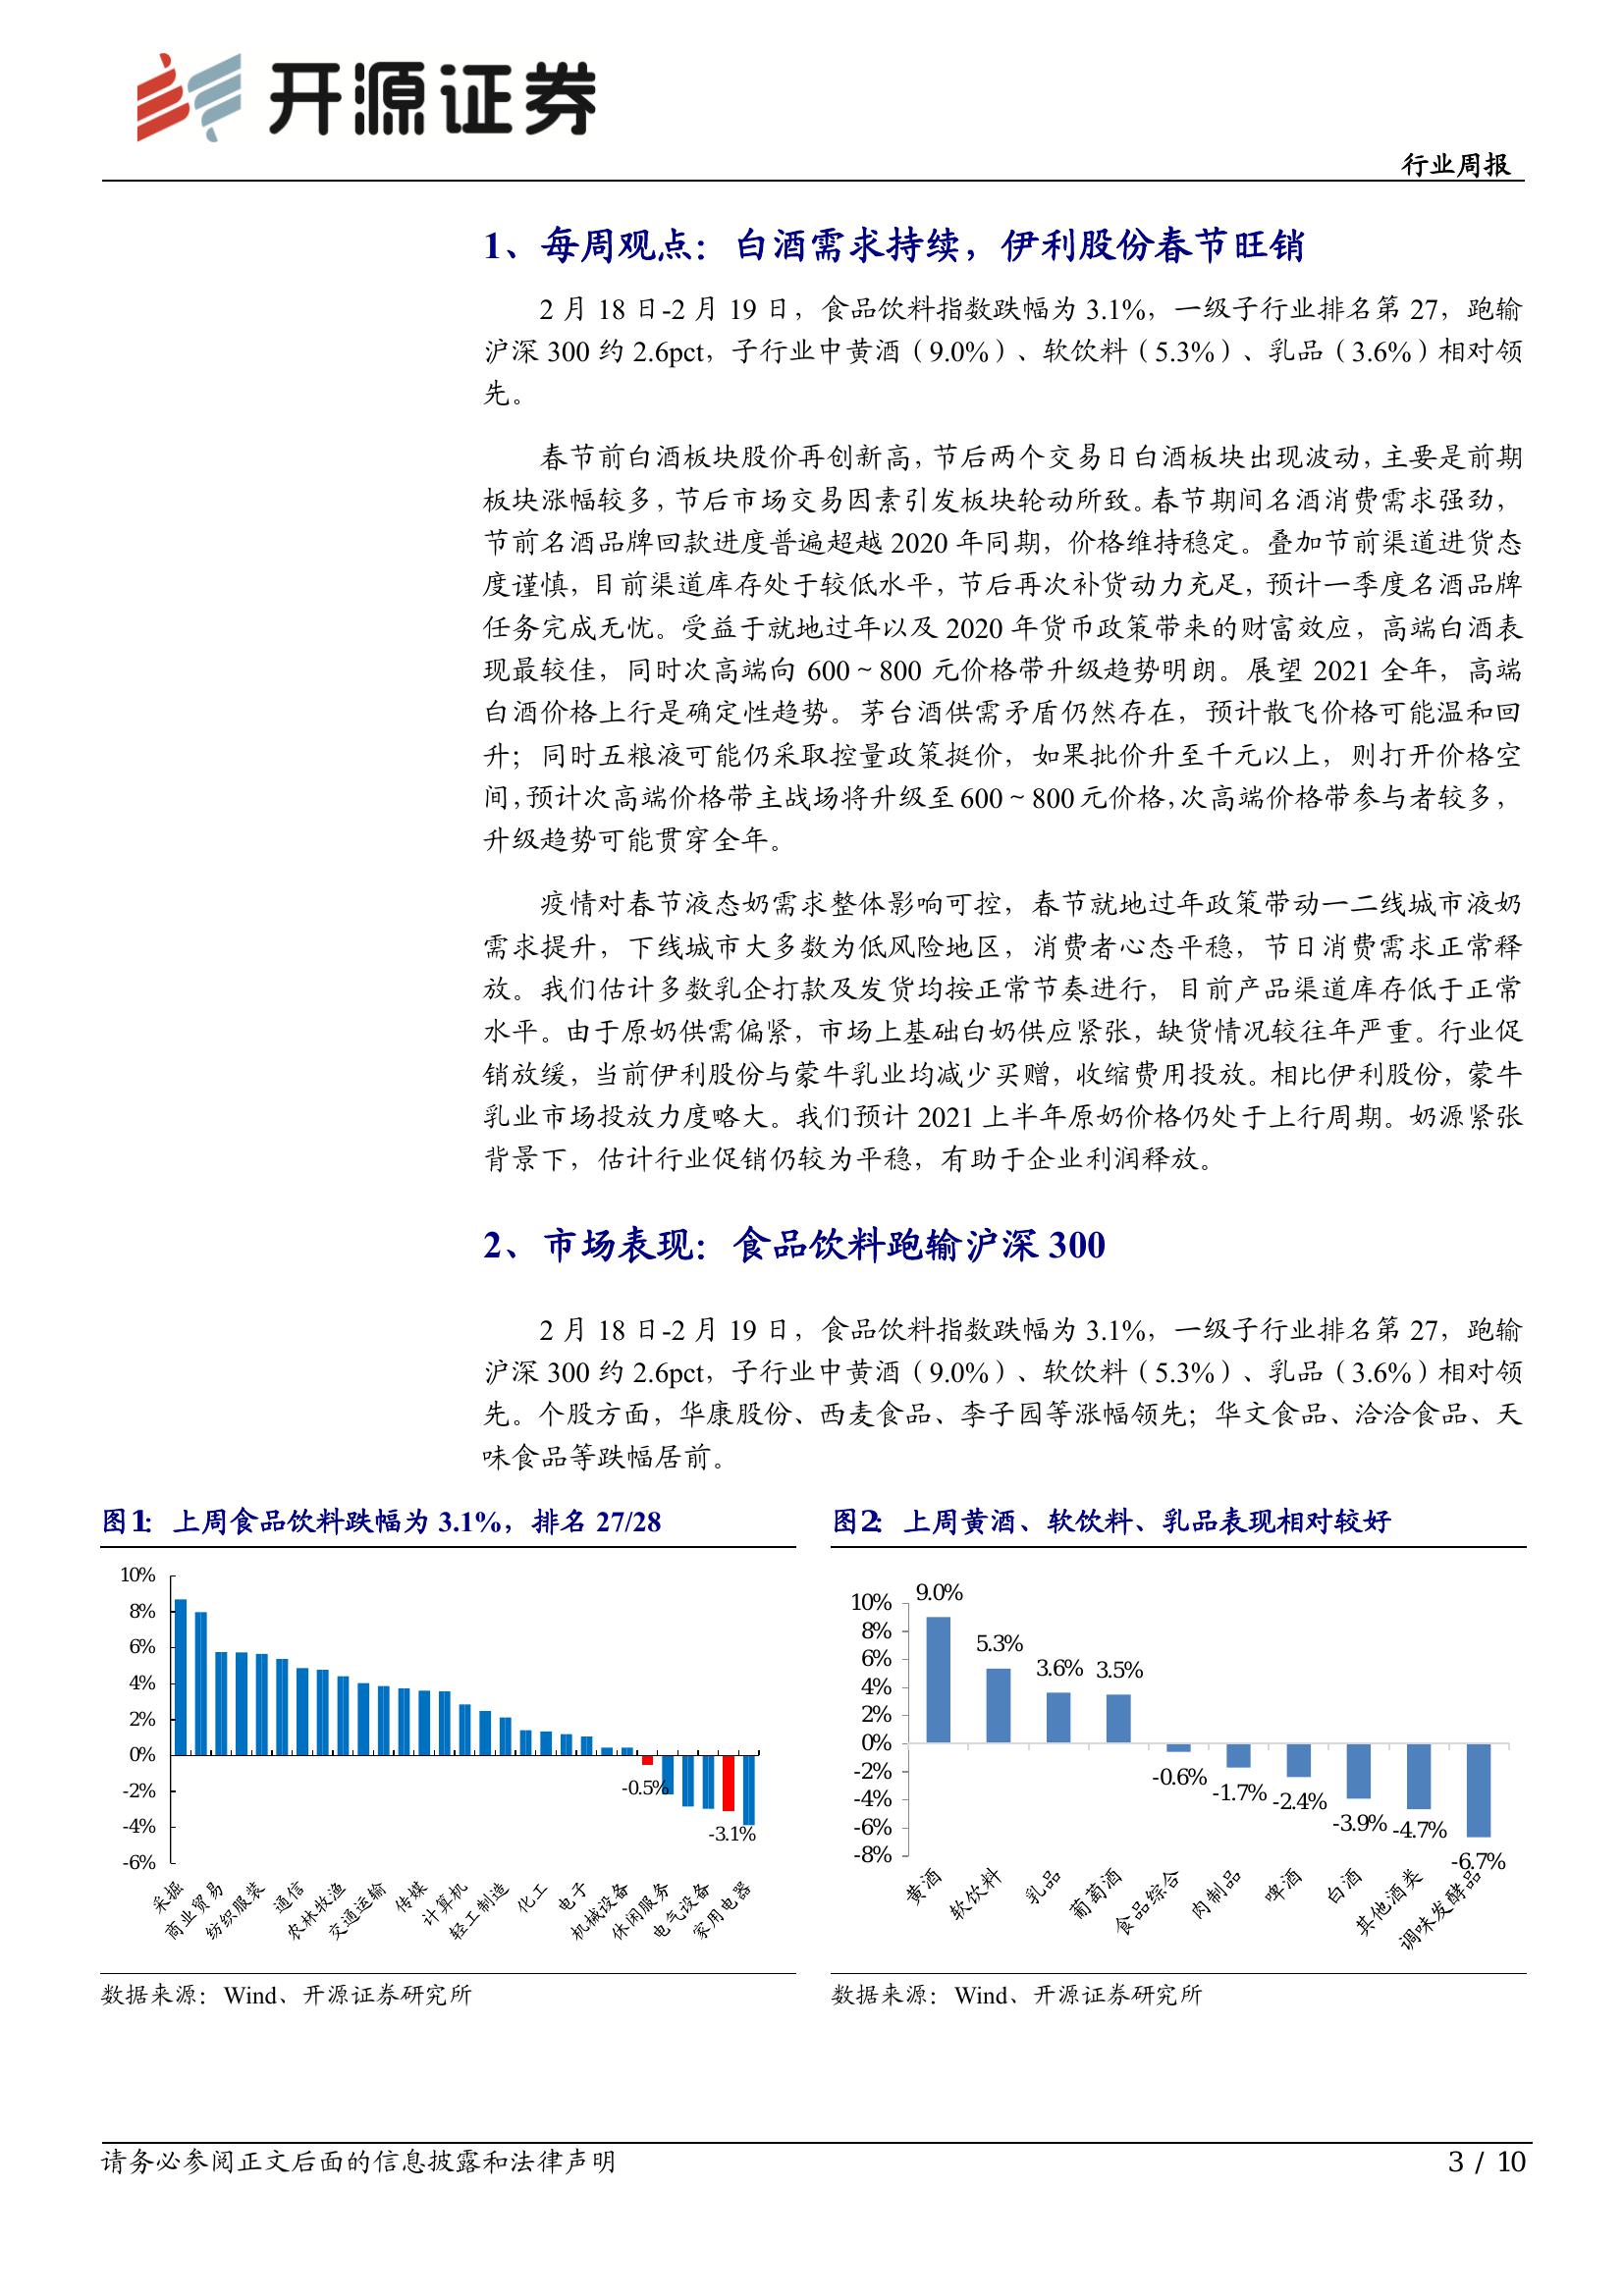 开源证券
行业周报
1、每周观点：白酒需求持续，伊利股份春节旺销
2 月 18 日-2 月 19 日，食品饮料指数跌幅为 3.1%，一级子行业排名第 27，跑输
沪深 300 约 2.6pct，子行业中黄酒（9.0%）、软饮料（5.3%）、乳品（3.6%）相对领
先。
春节前白酒板块股价再创新高，节后两个交易日白酒板块出现波动，主要是前期
板块涨幅较多，节后市场交易因素引发板块轮动所致。春节期间名酒消费需求强劲，
节前名酒品牌回款进度普遍超越 2020 年同期，价格维持稳定。叠加节前渠道进货态
度谨慎，目前渠道库存处于较低水平，节后再次补货动力充足，预计一季度名酒品牌
任务完成无忧。受益于就地过年以及 2020 年货币政策带来的财富效应，高端白酒表
现最较佳，同时次高端向 600~800 元价格带升级趋势明朗。展望 2021 全年，高端
白酒价格上行是确定性趋势。茅台酒供需矛盾仍然存在，预计散飞价格可能温和回
升；同时五粮液可能仍采取控量政策挺价，如果批价升至千元以上，则打开价格空
间，预计次高端价格带主战场将升级至 600~800 元价格，次高端价格带参与者较多，
升级趋势可能贯穿全年。
疫情对春节液态奶需求整体影响可控，春节就地过年政策带动一二线城市液奶
需求提升，下线城市大多数为低风险地区，消费者心态平稳，节日消费需求正常释
放。我们估计多数乳企打款及发货均按正常节奏进行，目前产品渠道库存低于正常
水平。由于原奶供需偏紧，市场上基础白奶供应紧张，缺货情况较往年严重。行业促
销放缓，当前伊利股份与蒙牛乳业均减少买赠，收缩费用投放。相比伊利股份，蒙牛
乳业市场投放力度略大。我们预计 2021 上半年原奶价格仍处于上行周期。奶源紧张
背景下，估计行业促销仍较为平稳，有助于企业利润释放。
2、市场表现：食品饮料跑输沪深 300
2 月 18 日-2 月 19 日，食品饮料指数跌幅为 3.1%，一级子行业排名第 27，跑输
沪深 300 约 2.6pct，子行业中黄酒（9.0%）、软饮料（5.3%）、乳品（3.6%）相对领
先。个股方面，华康股份、西麦食品、李子园等涨幅领先；华文食品、洽洽食品、天
味食品等跌幅居前。
图1：上周食品饮料跌幅为 3.1%，排名 27/28
10%
8%
6%
4%
2%
0%
-2%
-4%
-6%
-0.5%
-3.1%
采掘
商业贸易
纺织服装
通信
农林牧渔
交通运输
传媒
计算机
轻工制造
化工
电子
机械设备
休闲服务
电气设备
家用电器
数据来源：Wind、开源证券研究所
图2：上周黄酒、软饮料、乳品表现相对较好
10%
8%
6%
4%
2%
0%
-2%
-4%
-6%
-8%
9.0%
5.3%
3.6%
3.5%
-0.6%
-1.7%
-2.4%
-3.9%
-4.7%
-6.7%
黄酒
软饮料
乳品
葡萄酒
食品综合
肉制品
啤酒
白酒
其他酒类
调味发酵品
数据来源：Wind、开源证券研究所
请务必参阅正文后面的信息披露和法律声明
3 / 10